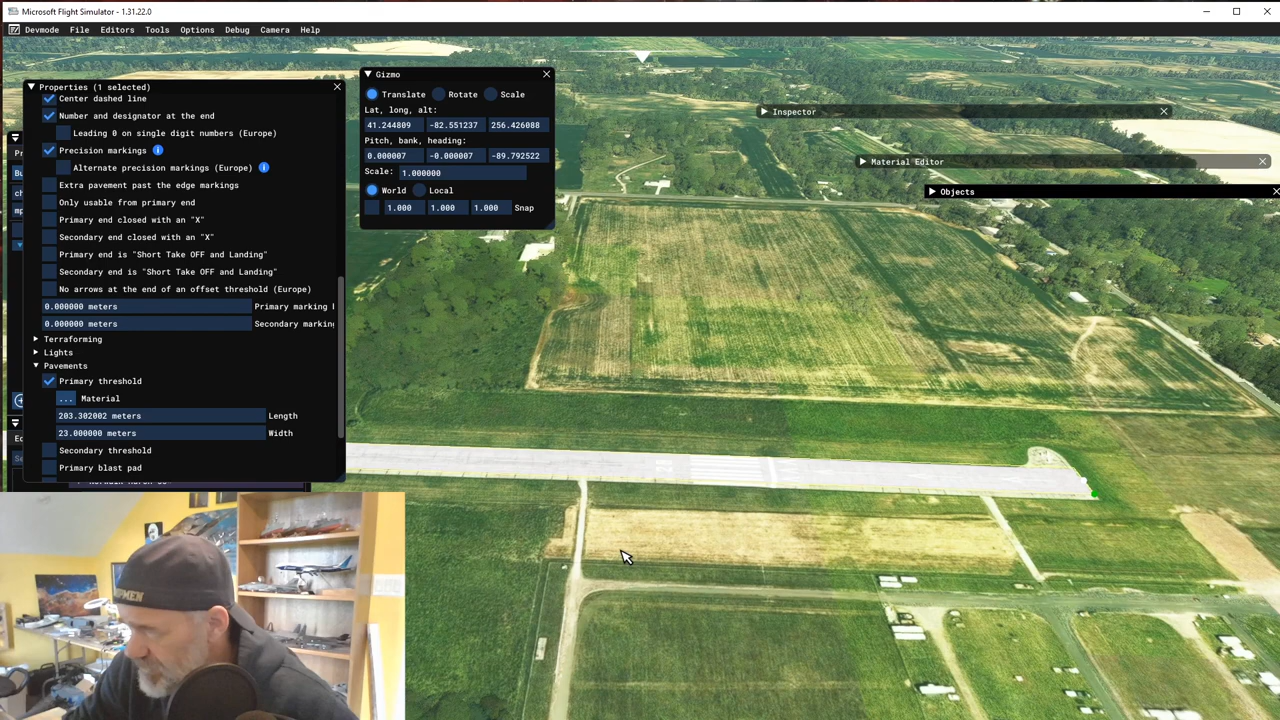 Microsoft Flight Simulator - 1.31.22.0
Devmode File Editors Tools Options Debug Camera Help
Properties (1 selected)
Center dashed line
Number and designator at the end
Leading 0 on single digit numbers (Europe)
Precision markings
Alternate precision markings (Europe)
Extra pavement past the edge markings
Only usable from primary end
Primary end closed with an "X"
Secondary end closed with an "X"
Primary end is "Short Take OFF and Landing"
Secondary end is "Short Take OFF and Landing"
No arrows at the end of an offset threshold (Europe)
0.000000 meters Primary marking
0.000000 meters Secondary marking
Terraforming
Lights
Pavements
Primary threshold
... Material
203.302002 meters Length
23.000000 meters Width
Secondary threshold
Primary blast pad
Gizmo
Translate Rotate Scale
Lat, long, alt:
41.244809 -82.551237 256.426088
Pitch, bank, heading:
0.000007 -0.000007 -89.792522
Scale: 1.000000
World Local
1.000 1.000 1.000 Snap
Inspector
Material Editor
Objects